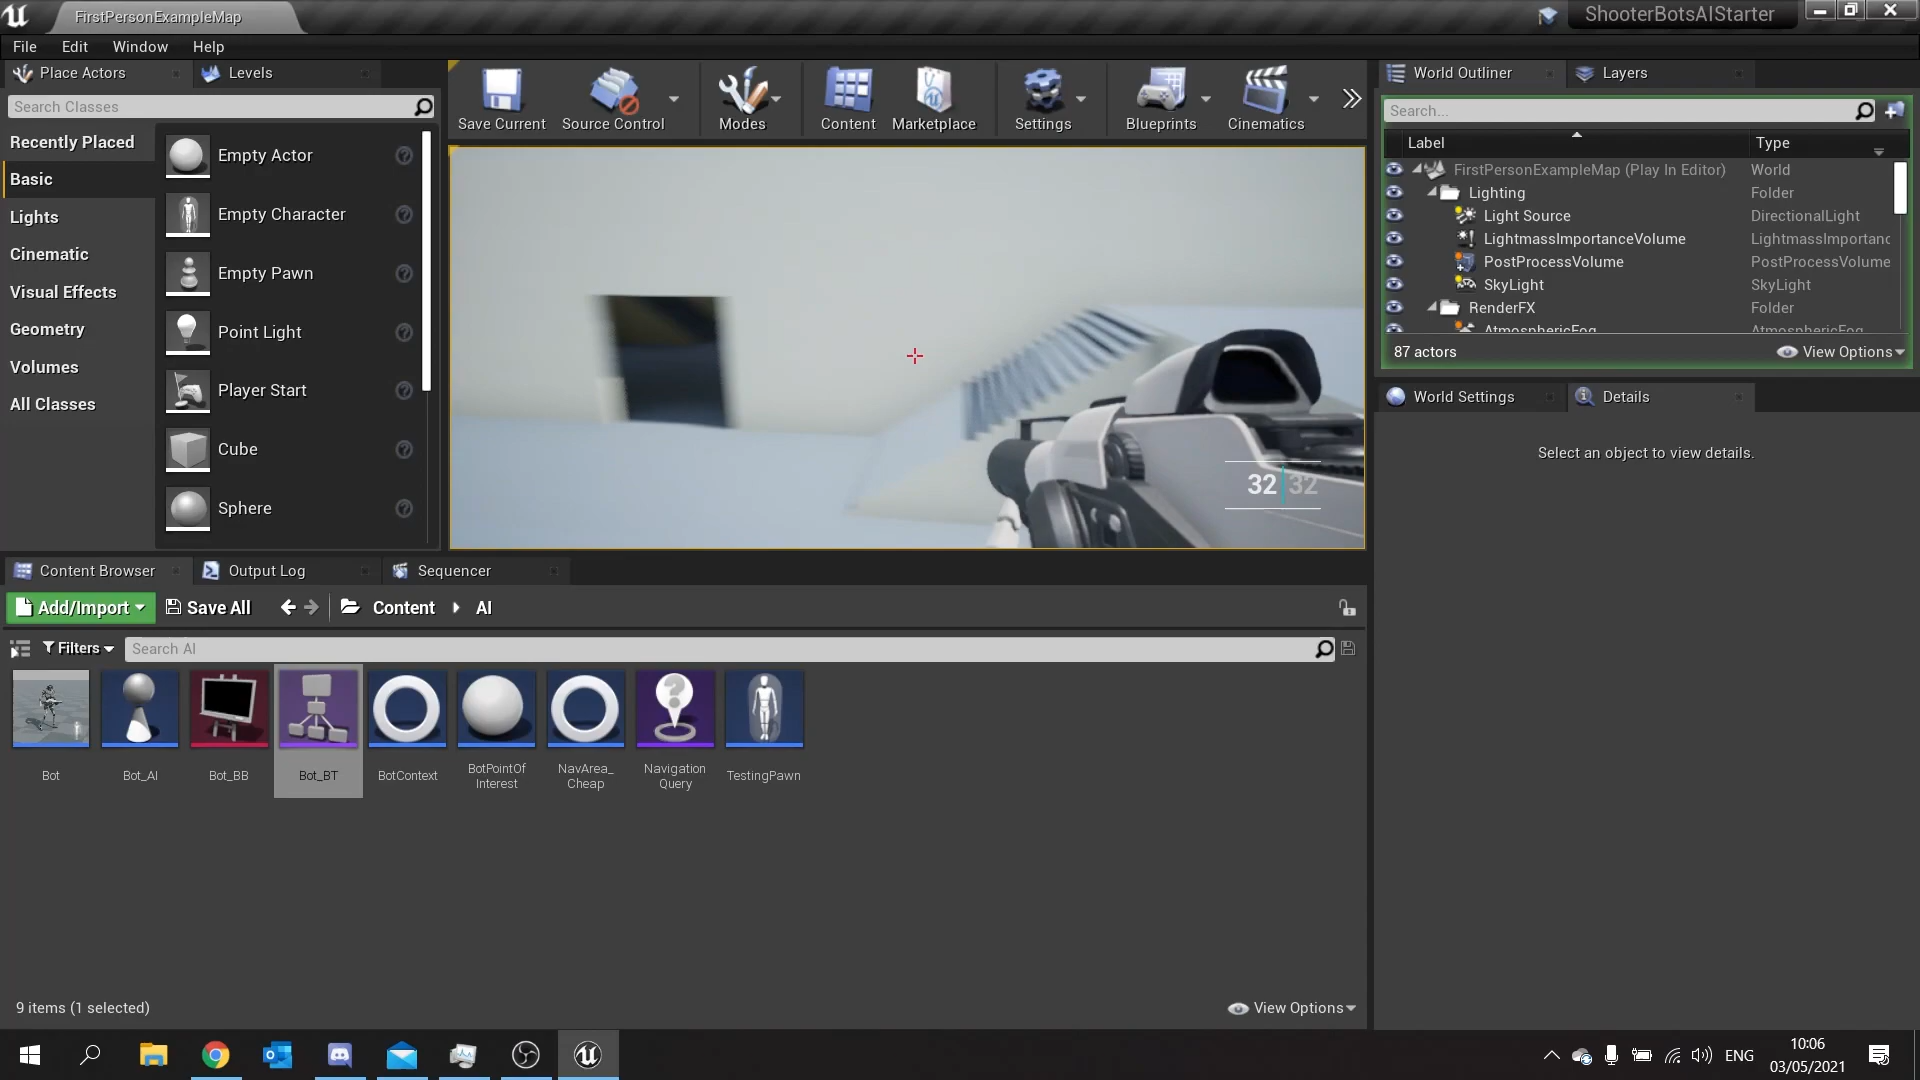 FirstPersonExampleMap
ShooterBotsAIStarter
File Edit Window Help
Place Actors
Levels
Search Classes
Recently Placed
Basic
Lights
Cinematic
Visual Effects
Geometry
Volumes
All Classes
Empty Actor
Empty Character
Empty Pawn
Point Light
Player Start
Cube
Sphere
Save Current
Source Control
Modes
Content
Marketplace
Settings
Blueprints
Cinematics
32 32
World Outliner
Layers
Search...
Label Type
FirstPersonExampleMap (Play In Editor) World
Lighting Folder
Light Source DirectionalLight
LightmassImportanceVolume LightmassImportanc
PostProcessVolume PostProcessVolume
SkyLight SkyLight
RenderFX Folder
AtmosphericFog AtmosphericFog
87 actors View Options
World Settings
Details
Select an object to view details.
Content Browser
Output Log
Sequencer
Add/Import Save All Content AI
Filters Search AI
Bot
Bot_AI
Bot_BB
Bot_BT
BotContext
BotPointOf
Interest
NavArea_
Cheap
Navigation
Query
TestingPawn
9 items (1 selected) View Options
ENG
10:06
03/05/2021